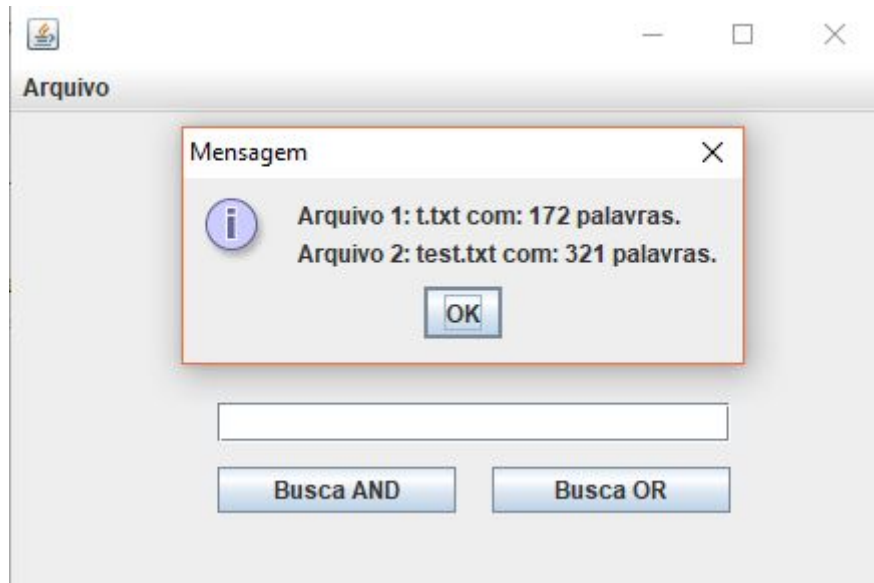 Arquivo
Mensagem
Arquivo 1: t.txt com: 172 palavras.
Arquivo 2: test.txt com: 321 palavras.
OK
Busca AND
Busca OR